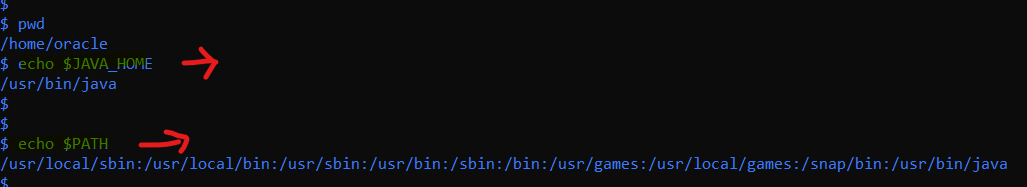 $
$ pwd
/home/oracle
$ echo $JAVA_HOME
/usr/bin/java
$
$
$ echo $PATH
/usr/local/sbin:/usr/local/bin:/usr/sbin:/usr/bin:/sbin:/bin:/usr/games:/usr/local/games:/snap/bin:/usr/bin/java
$